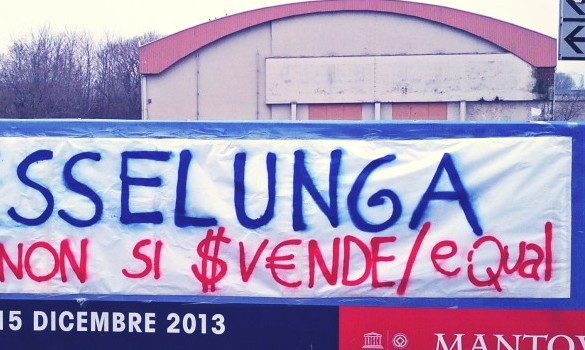 SSELUNGA
NON SI $V€NDE/eQual
15 DICEMBRE 2013
MANTOV